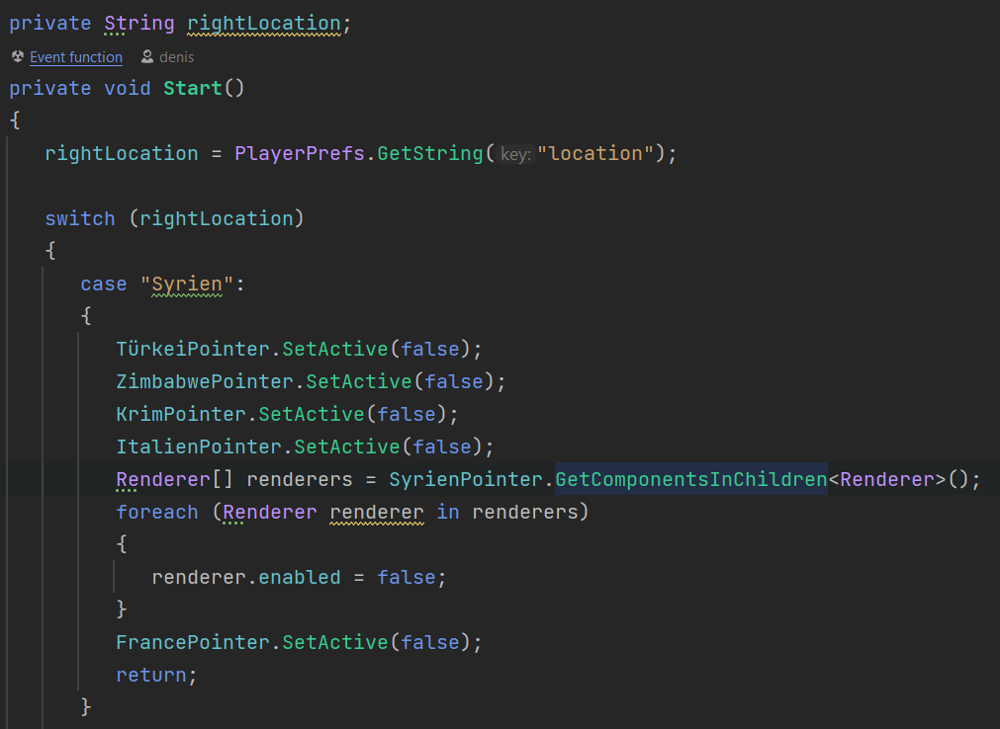 private String rightLocation;
Event function denis
private void Start()
{
rightLocation = PlayerPrefs.GetString(key:"location");
switch (rightLocation)
{
case "Syrien":
{
TürkeiPointer.SetActive(false);
ZimbabwePointer.SetActive(false);
KrimPointer.SetActive(false);
ItalienPointer.SetActive(false);
Renderer[] renderers = SyrienPointer.GetComponentsInChildren<Renderer>();
foreach (Renderer renderer in renderers)
{
renderer.enabled = false;
}
FrancePointer.SetActive(false);
return;
}